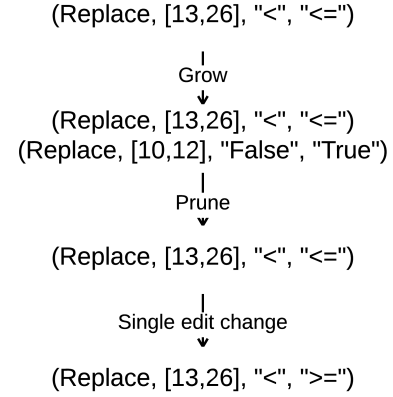 (Replace, [13,26], "<", "<=")
Grow
(Replace, [13,26], "<", "<=")
(Replace, [10,12], "False", "True")
Prune
(Replace, [13,26], "<", "<=")
Single edit change
(Replace, [13,26], "<", ">=")